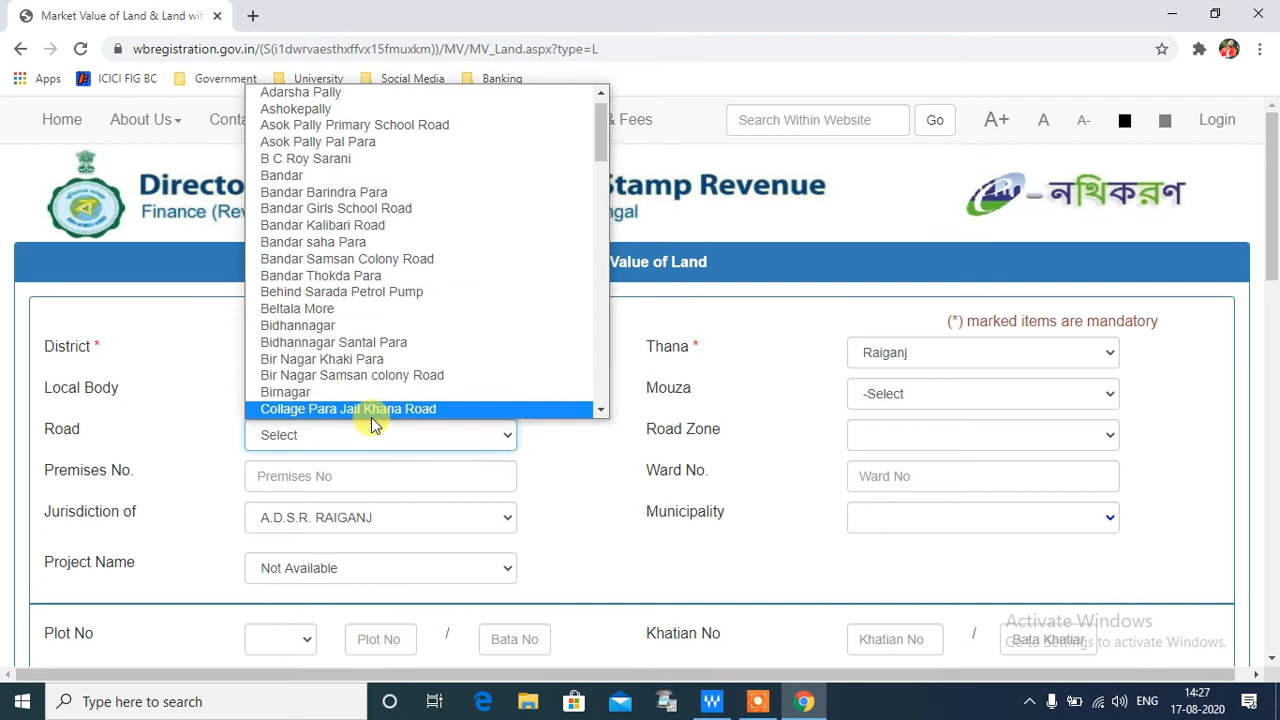 Market Value of Land & Land wit
wbregistration.gov.in/(S(i1dwrvaesthxffvx15fmuxkm))/MV/MV_Land.aspx?type=L
Apps ICICI FIG BC Government University Social Media Banking
Home About Us Conta & Fees Search Within Website Go A+ A A- Login
Director Stamp Revenue
Finance (Rev gal
e-নথিকরণ
Value of Land
(*) marked items are mandatory
Adarsha Pally
Ashokepally
Asok Pally Primary School Road
Asok Pally Pal Para
B C Roy Sarani
Bandar
Bandar Barindra Para
Bandar Girls School Road
Bandar Kalibari Road
Bandar saha Para
Bandar Samsan Colony Road
Bandar Thokda Para
Behind Sarada Petrol Pump
Beltala More
Bidhannagar
Bidhannagar Santal Para
Bir Nagar Khaki Para
Bir Nagar Samsan colony Road
Birnagar
Collage Para Jail Khana Road
District * Thana * Raiganj
Local Body Mouza -Select
Road Select Road Zone
Premises No. Premises No Ward No. Ward No
Jurisdiction of A.D.S.R. RAIGANJ Municipality
Project Name Not Available
Plot No Plot No / Bata No Khatian No Khatian No / Bata Khatiar
Activate Windows
Go to Settings to activate Windows.
Type here to search
ENG
14:27
17-08-2020